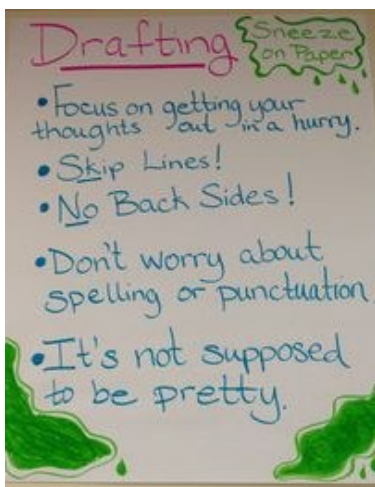 Drafting
Sneeze
on Paper
• Focus on getting your
thoughts out in a hurry.
• Skip Lines!
• No Back Sides!
• Don't worry about
spelling or punctuation
• It's not supposed
to be pretty.